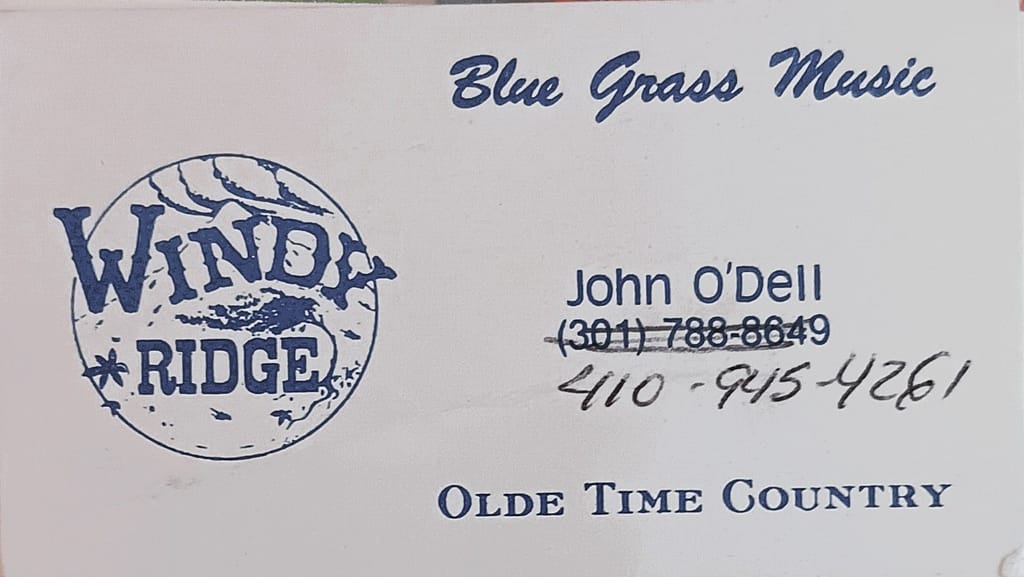 Blue Grass Music
WINDY
RIDGE
John O'Dell
(301) 788-8649
410-945-4261
OLDE TIME COUNTRY